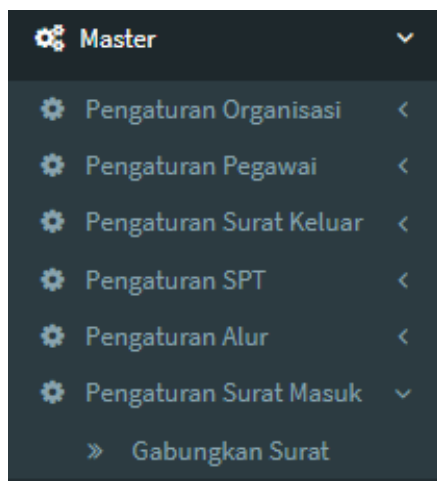 Master
Pengaturan Organisasi
Pengaturan Pegawai
Pengaturan Surat Keluar
Pengaturan SPT
Pengaturan Alur
Pengaturan Surat Masuk
Gabungkan Surat